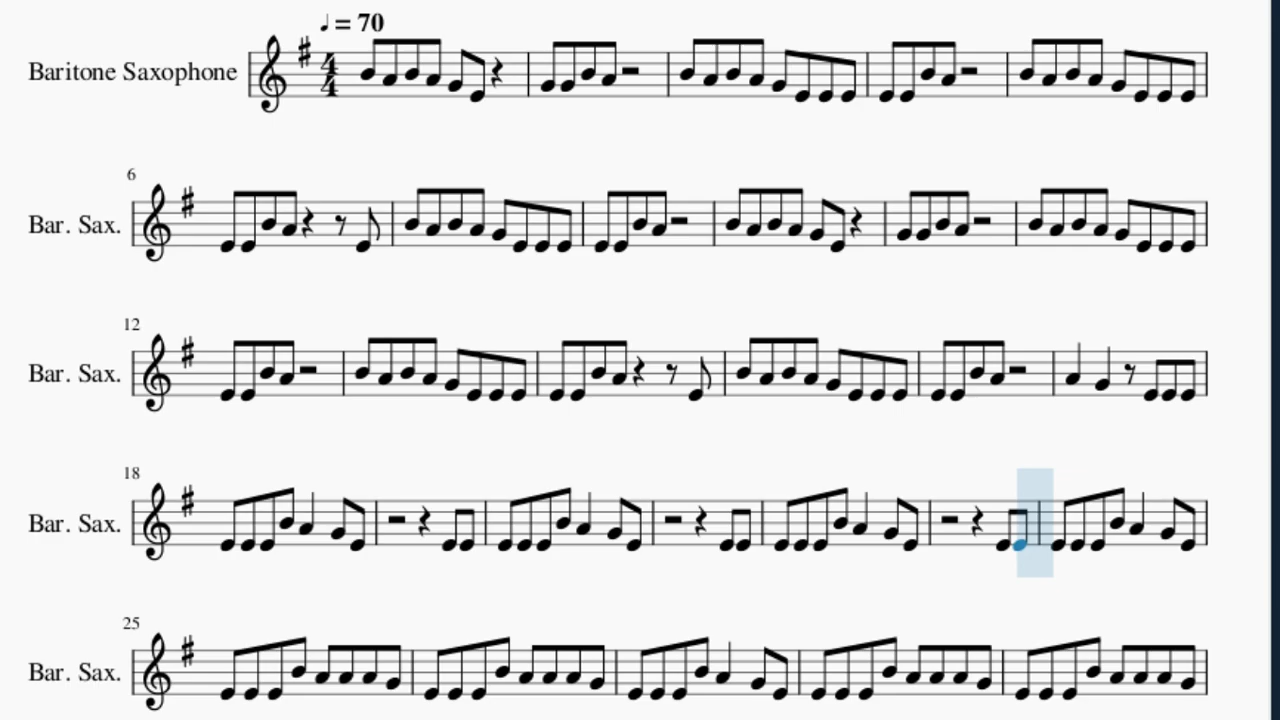 ♩ = 70
Baritone Saxophone
4
4
6
Bar. Sax.
12
Bar. Sax.
18
Bar. Sax.
25
Bar. Sax.